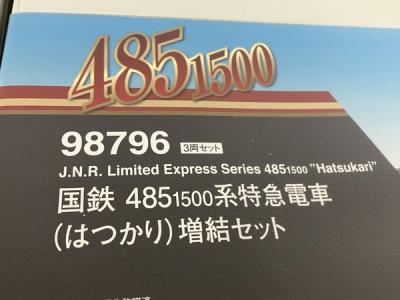 4851500
98796 3両セット
J.N.R. Limited Express Series 4851500 "Hatsukari"
国鉄 4851500系特急電車
(はつかり)増結セット